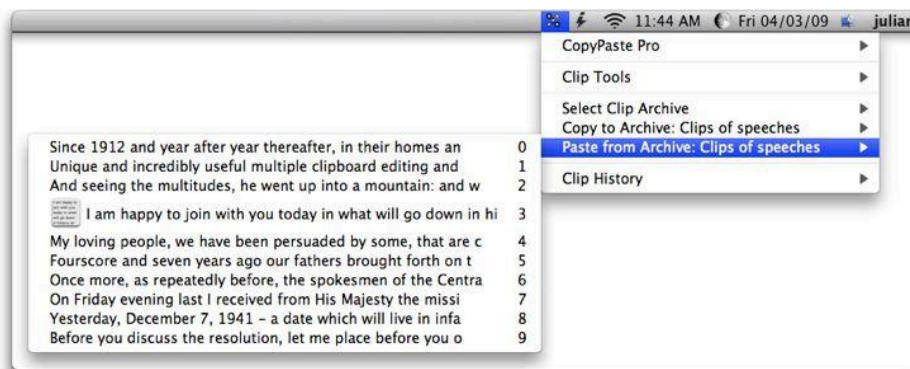 11:44 AM Fri 04/03/09 julian
CopyPaste Pro
Clip Tools
Select Clip Archive
Copy to Archive: Clips of speeches
Paste from Archive: Clips of speeches
Clip History
Since 1912 and year after year thereafter, in their homes an 0
Unique and incredibly useful multiple clipboard editing and 1
And seeing the multitudes, he went up into a mountain: and w 2
I am happy to join with you today in what will go down in hi 3
My loving people, we have been persuaded by some, that are c 4
Fourscore and seven years ago our fathers brought forth on t 5
Once more, as repeatedly before, the spokesmen of the Centra 6
On Friday evening last I received from His Majesty the missi 7
Yesterday, December 7, 1941 – a date which will live in infa 8
Before you discuss the resolution, let me place before you o 9